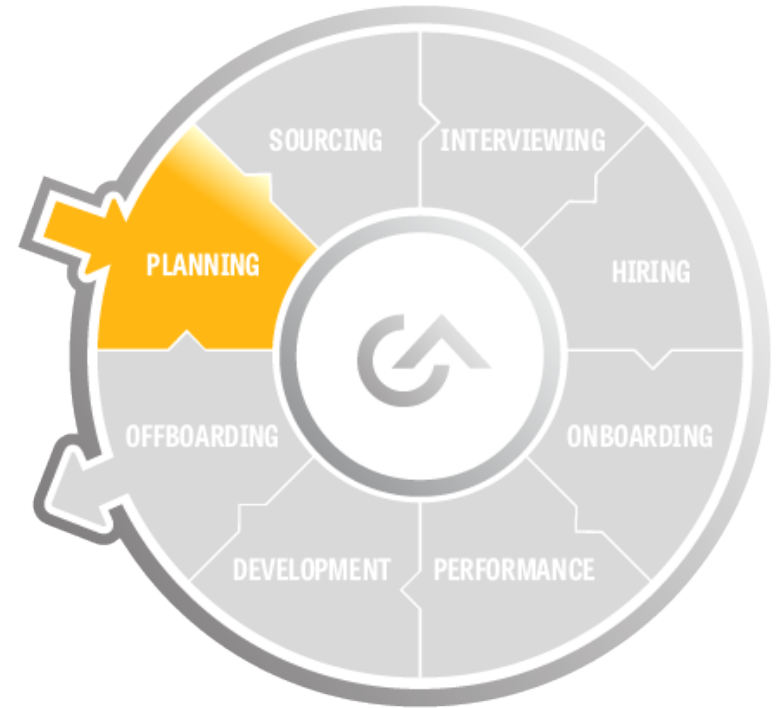 PLANNING
SOURCING
INTERVIEWING
HIRING
ONBOARDING
PERFORMANCE
DEVELOPMENT
OFFBOARDING